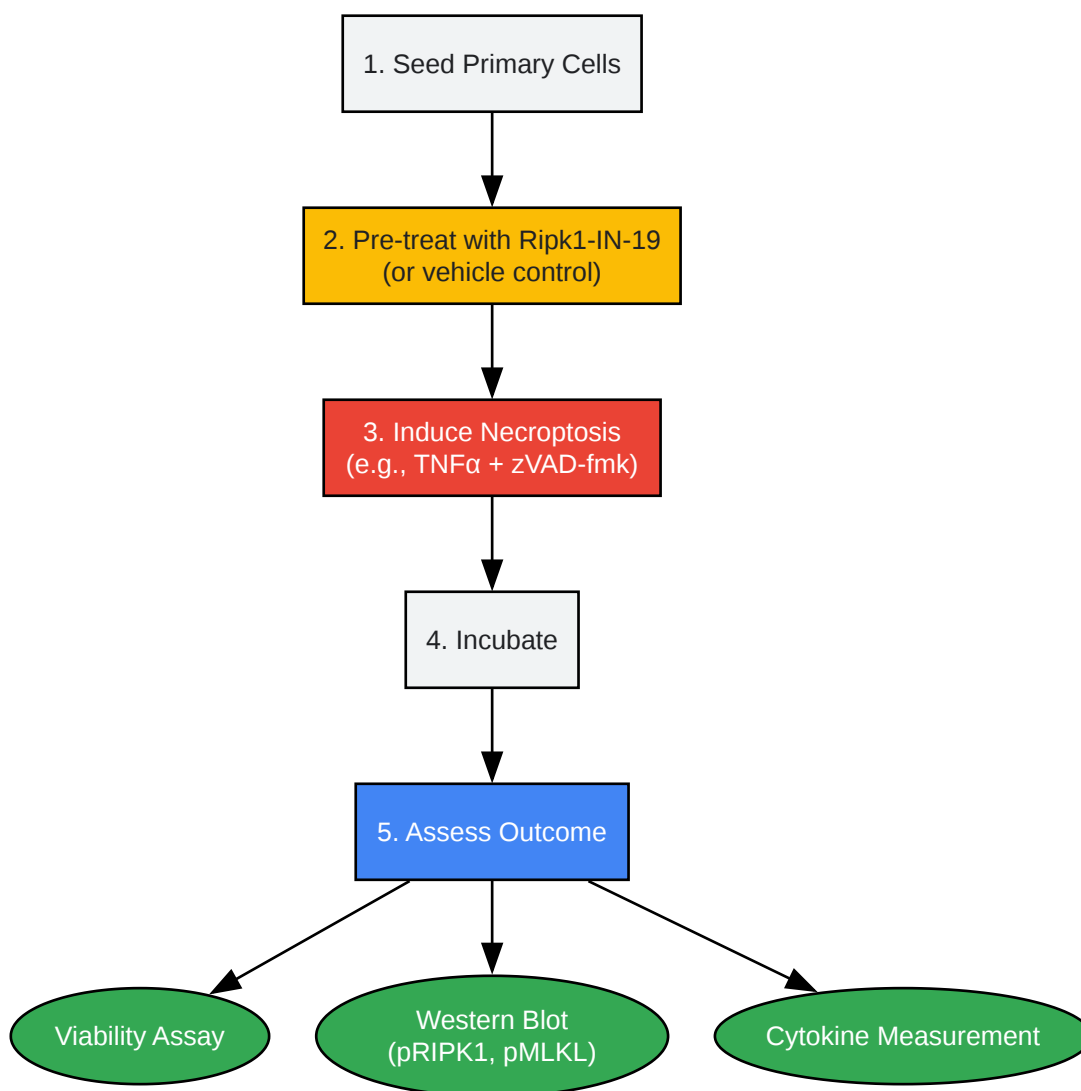 1. Seed Primary Cells
2. Pre-treat with Ripk1-IN-19
(or vehicle control)
3. Induce Necroptosis
(e.g., TNFα + zVAD-fmk)
4. Incubate
5. Assess Outcome
Viability Assay
Western Blot
(pRIPK1, pMLKL)
Cytokine Measurement